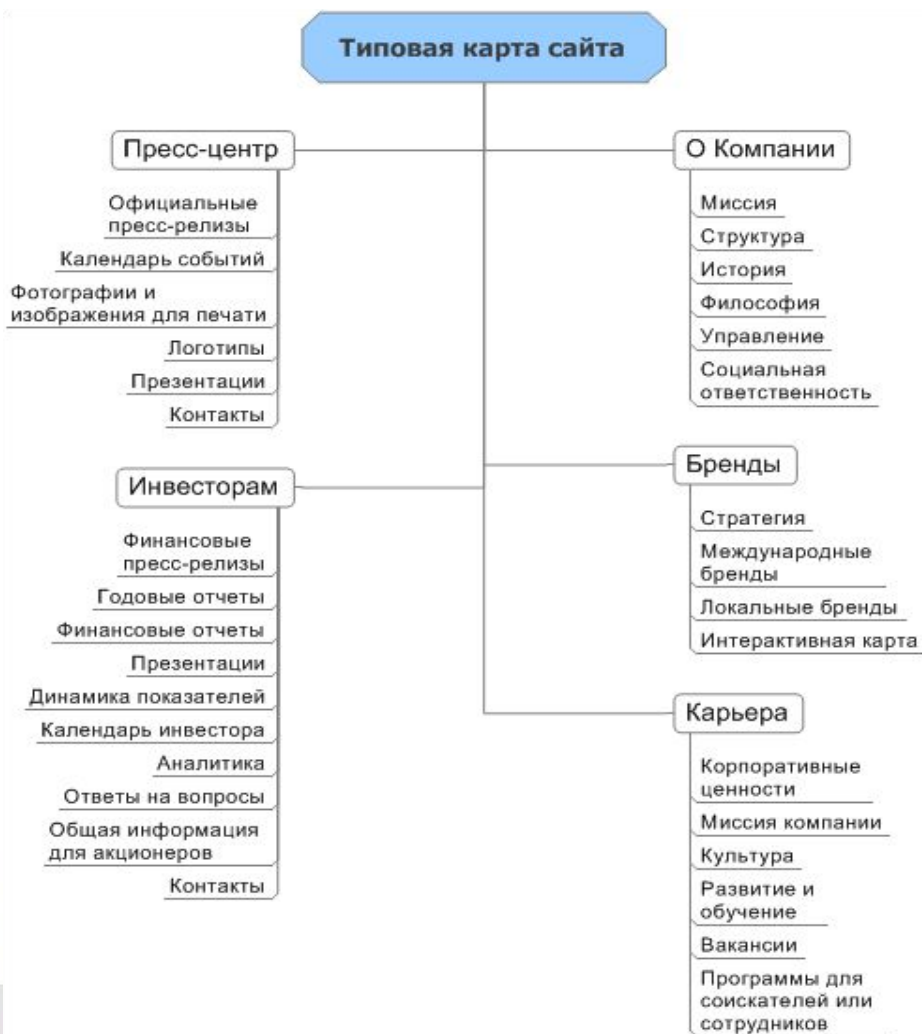 Типовая карта сайта
Пресс-центр
Официальные
пресс-релизы
Календарь событий
Фотографии и
изображения для печати
Логотипы
Презентации
Контакты
Инвесторам
Финансовые
пресс-релизы
Годовые отчеты
Финансовые отчеты
Презентации
Динамика показателей
Календарь инвестора
Аналитика
Ответы на вопросы
Общая информация
для акционеров
Контакты
О Компании
Миссия
Структура
История
Философия
Управление
Социальная
ответственность
Бренды
Стратегия
Международные
бренды
Локальные бренды
Интерактивная карта
Карьера
Корпоративные
ценности
Миссия компании
Культура
Развитие и
обучение
Вакансии
Программы для
соискателей или
сотрудников